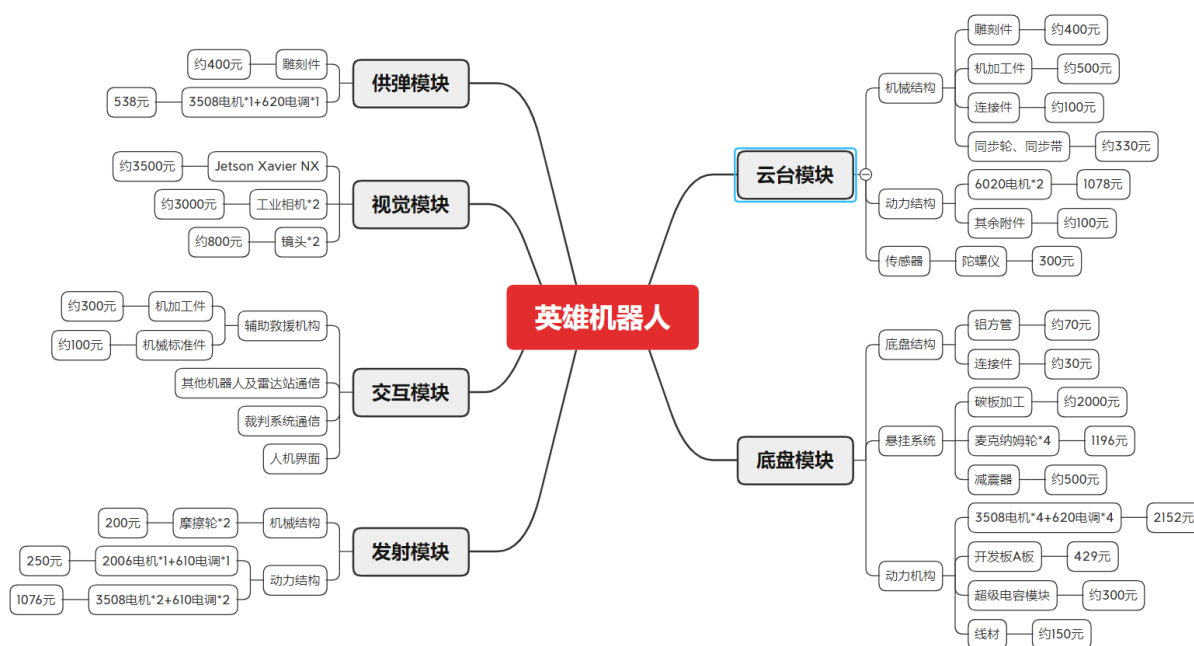 英雄机器人
供弹模块
雕刻件
约400元
3508电机*1+620电调*1
538元
视觉模块
Jetson Xavier NX
约3500元
工业相机*2
约3000元
镜头*2
约800元
交互模块
辅助救援机构
机加工件
约300元
机械标准件
约100元
其他机器人及雷达站通信
裁判系统通信
人机界面
发射模块
机械结构
摩擦轮*2
200元
动力结构
2006电机*1+610电调*1
250元
3508电机*2+610电调*2
1076元
云台模块
机械结构
雕刻件
约400元
机加工件
约500元
连接件
约100元
同步轮、同步带
约330元
动力结构
6020电机*2
1078元
其余附件
约100元
传感器
陀螺仪
300元
底盘模块
底盘结构
铝方管
约70元
连接件
约30元
悬挂系统
碳板加工
约2000元
麦克纳姆轮*4
1196元
减震器
约500元
动力机构
3508电机*4+620电调*4
2152元
开发板A板
429元
超级电容模块
约300元
线材
约150元